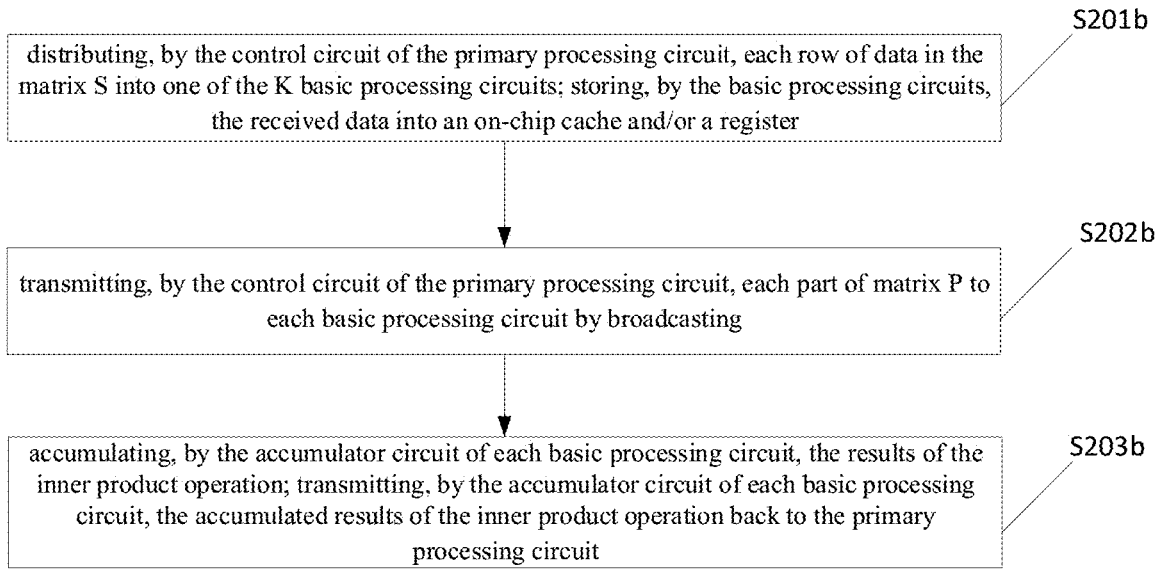 S201b
distributing, by the control circuit of the primary processing circuit, each row of data in the
matrix S into one of the K basic processing circuits; storing, by the basic processing circuits,
the received data into an on-chip cache and/or a register
S202b
transmitting, by the control circuit of the primary processing circuit, each part of matrix P to
each basic processing circuit by broadcasting
S203b
accumulating, by the accumulator circuit of each basic processing circuit, the results of the
inner product operation; transmitting, by the accumulator circuit of each basic processing
circuit, the accumulated results of the inner product operation back to the primary
processing circuit